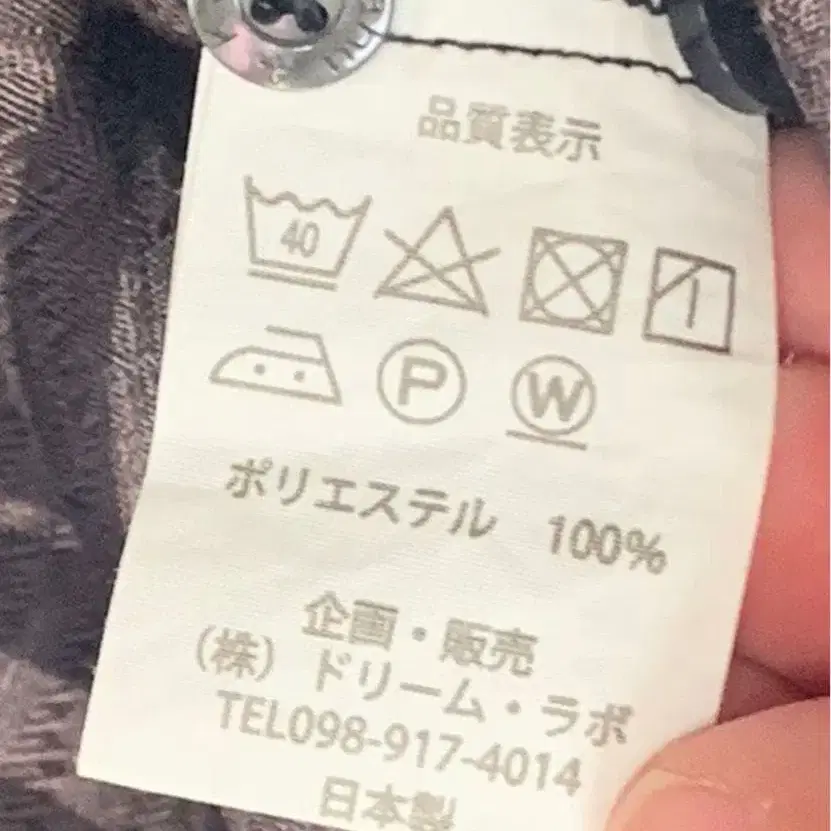 品質表示
40
P W
ポリエステル 100%
企画・販売
(株) ドリーム・ラボ
TEL098-917-4014
日本製